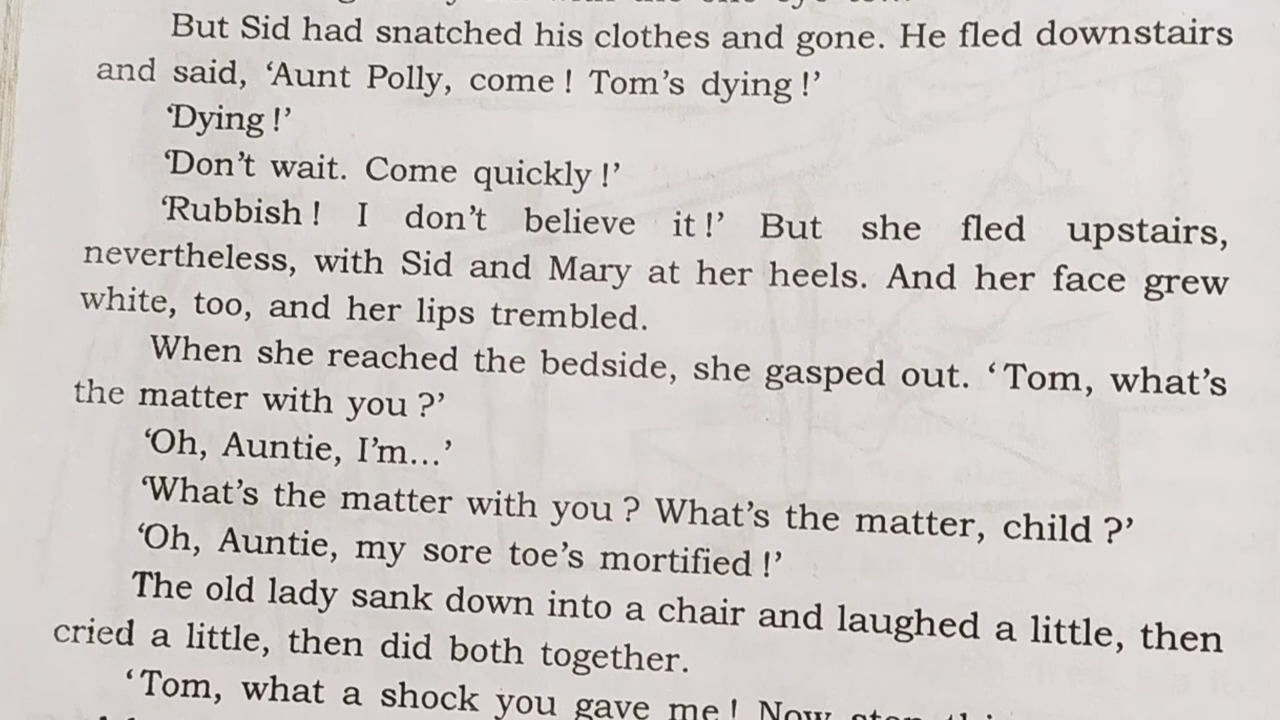 But Sid had snatched his clothes and gone. He fled downstairs
and said, ‘Aunt Polly, come ! Tom’s dying !’
‘Dying !’
‘Don’t wait. Come quickly !’
‘Rubbish ! I don’t believe it !’ But she fled upstairs,
nevertheless, with Sid and Mary at her heels. And her face grew
white, too, and her lips trembled.
When she reached the bedside, she gasped out. ‘Tom, what’s
the matter with you ?’
‘Oh, Auntie, I’m...’
‘What’s the matter with you ? What’s the matter, child ?’
‘Oh, Auntie, my sore toe’s mortified !’
The old lady sank down into a chair and laughed a little, then
cried a little, then did both together.
‘Tom, what a shock you gave me ! Now stop